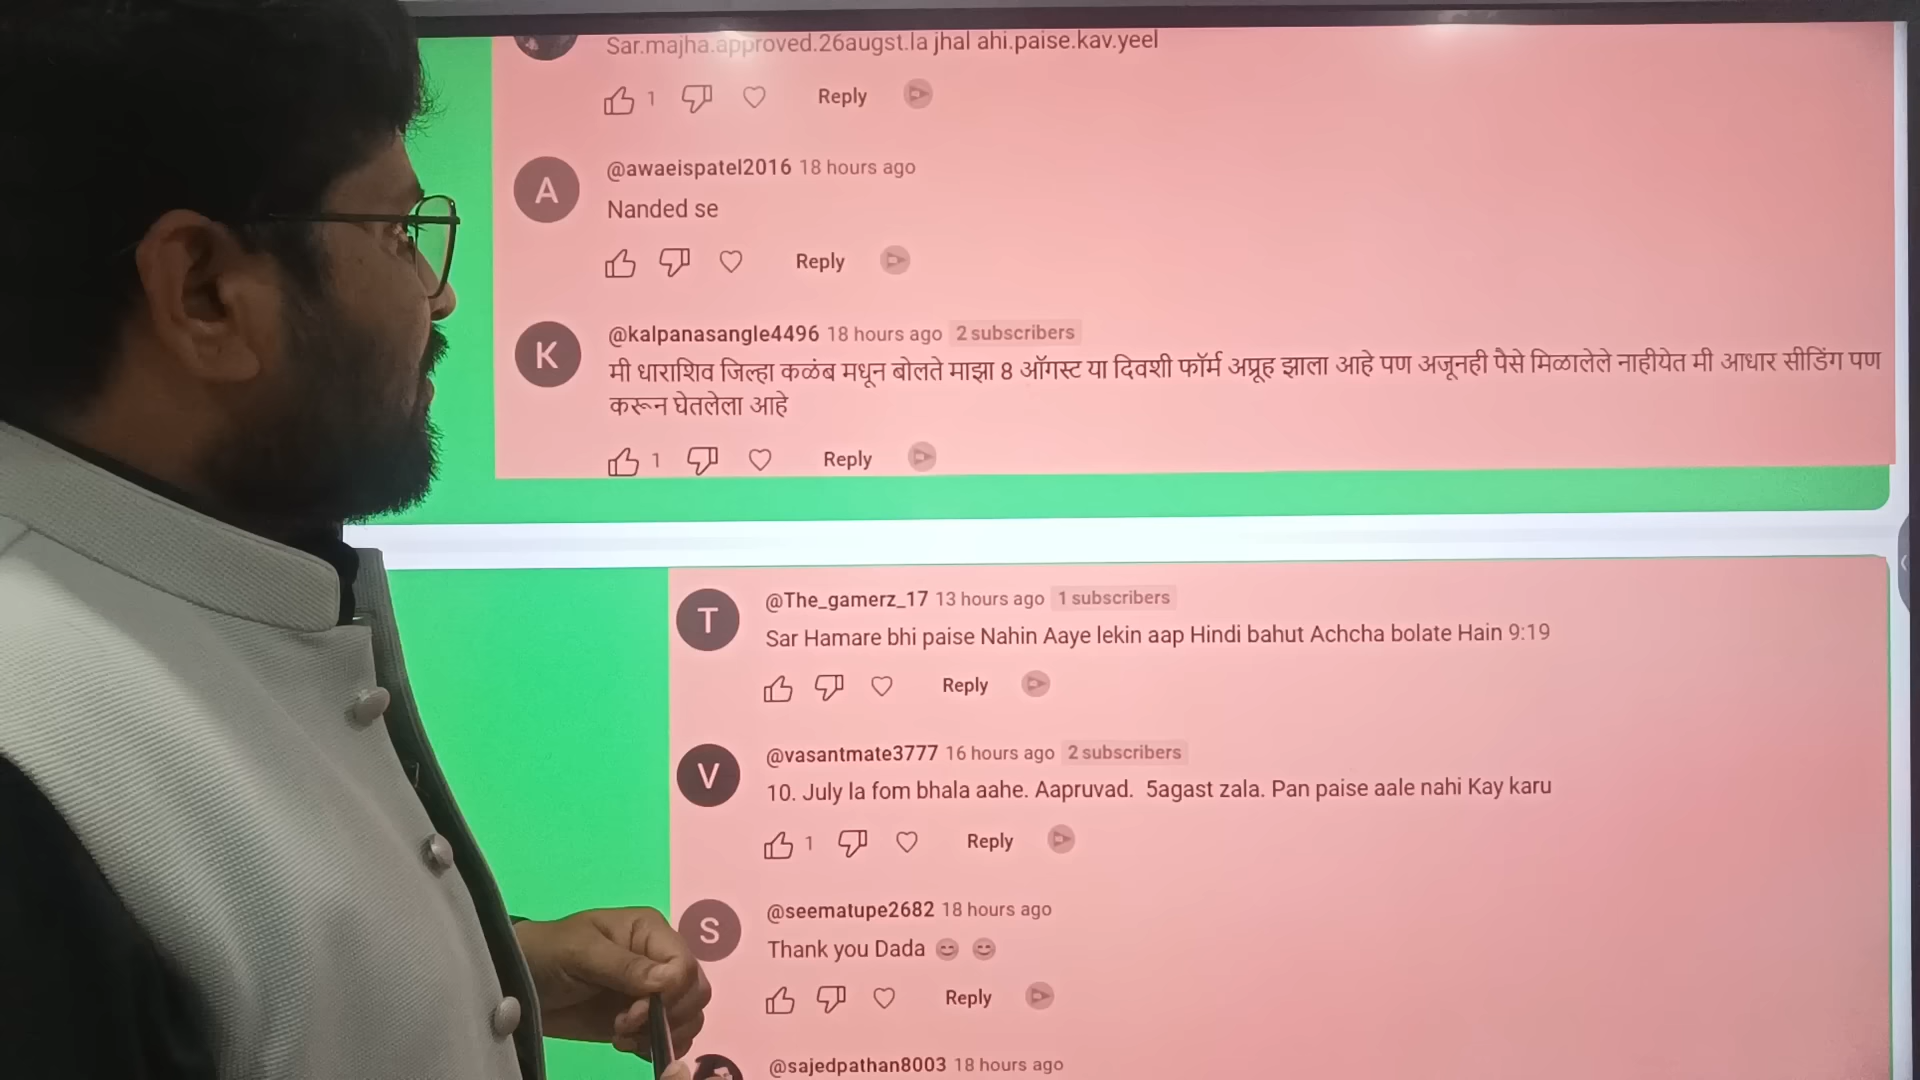 Sar.majha.approved.26augst.la jhal ahi.paise.kav.yeel
1 Reply
A @awaeispatel2016 18 hours ago
Nanded se
Reply
K @kalpanasangle4496 18 hours ago 2 subscribers
मी धाराशिव जिल्हा कळंब मधून बोलते माझा 8 ऑगस्ट या दिवशी फॉर्म अप्रूह झाला आहे पण अजूनही पैसे मिळालेले नाहीयेत मी आधार सीडिंग पण
करून घेतलेला आहे
1 Reply
T @The_gamerz_17 13 hours ago 1 subscribers
Sar Hamare bhi paise Nahin Aaye lekin aap Hindi bahut Achcha bolate Hain 9:19
Reply
V @vasantmate3777 16 hours ago 2 subscribers
10. July la fom bhala aahe. Aapruvad. 5agast zala. Pan paise aale nahi Kay karu
1 Reply
S @seematupe2682 18 hours ago
Thank you Dada 😊 😊
Reply
@sajedpathan8003 18 hours ago